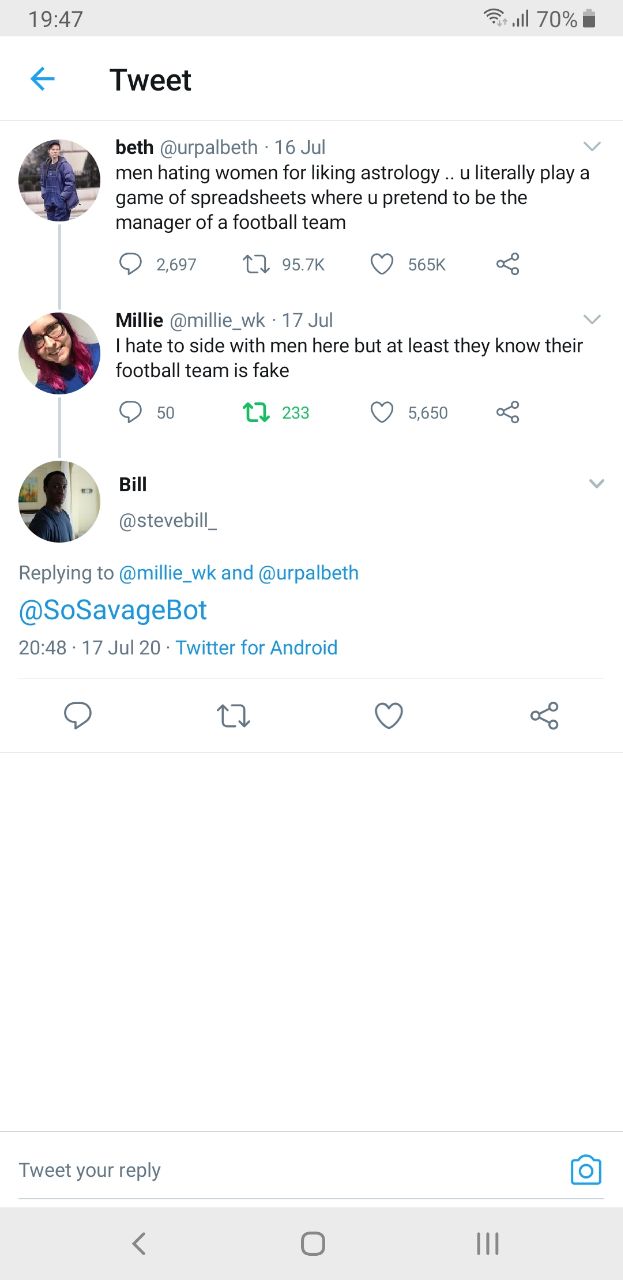 19:47 70%
Tweet
beth @urpalbeth · 16 Jul
men hating women for liking astrology .. u literally play a
game of spreadsheets where u pretend to be the
manager of a football team
2,697 95.7K 565K
Millie @millie_wk · 17 Jul
I hate to side with men here but at least they know their
football team is fake
50 233 5,650
Bill
@stevebill_
Replying to @millie_wk and @urpalbeth
@SoSavageBot
20:48 · 17 Jul 20 · Twitter for Android
Tweet your reply